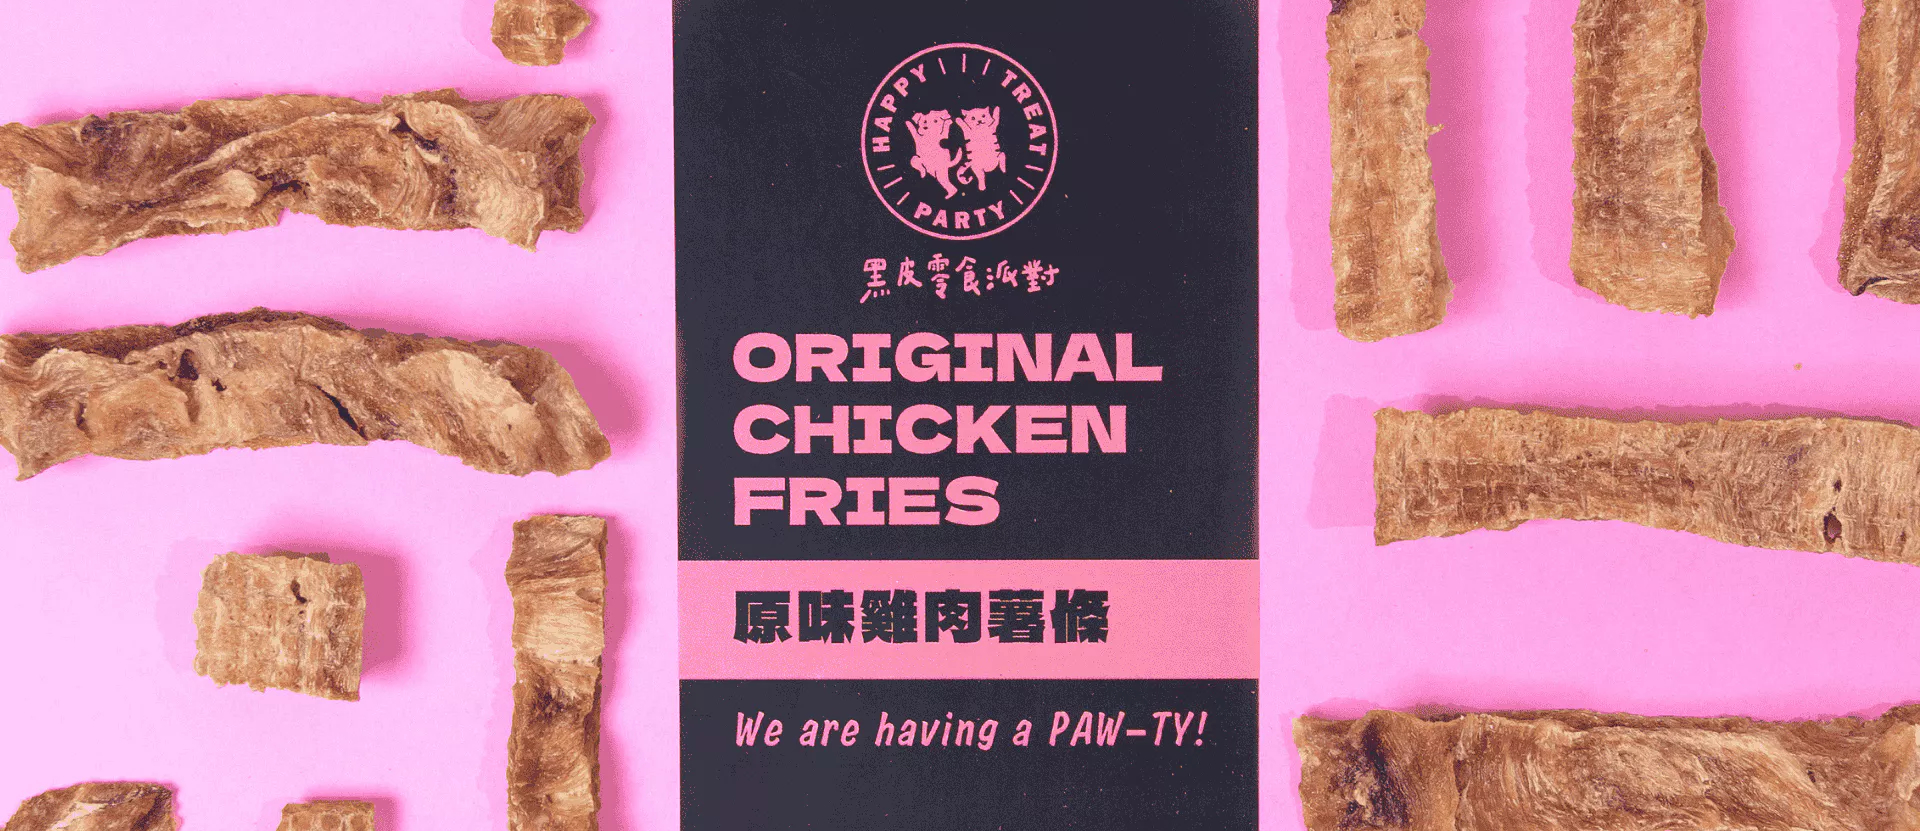 HAPPY TREAT
PARTY
黑皮零食派對
ORIGINAL
CHICKEN
FRIES
原味雞肉薯條
We are having a PAW-TY!